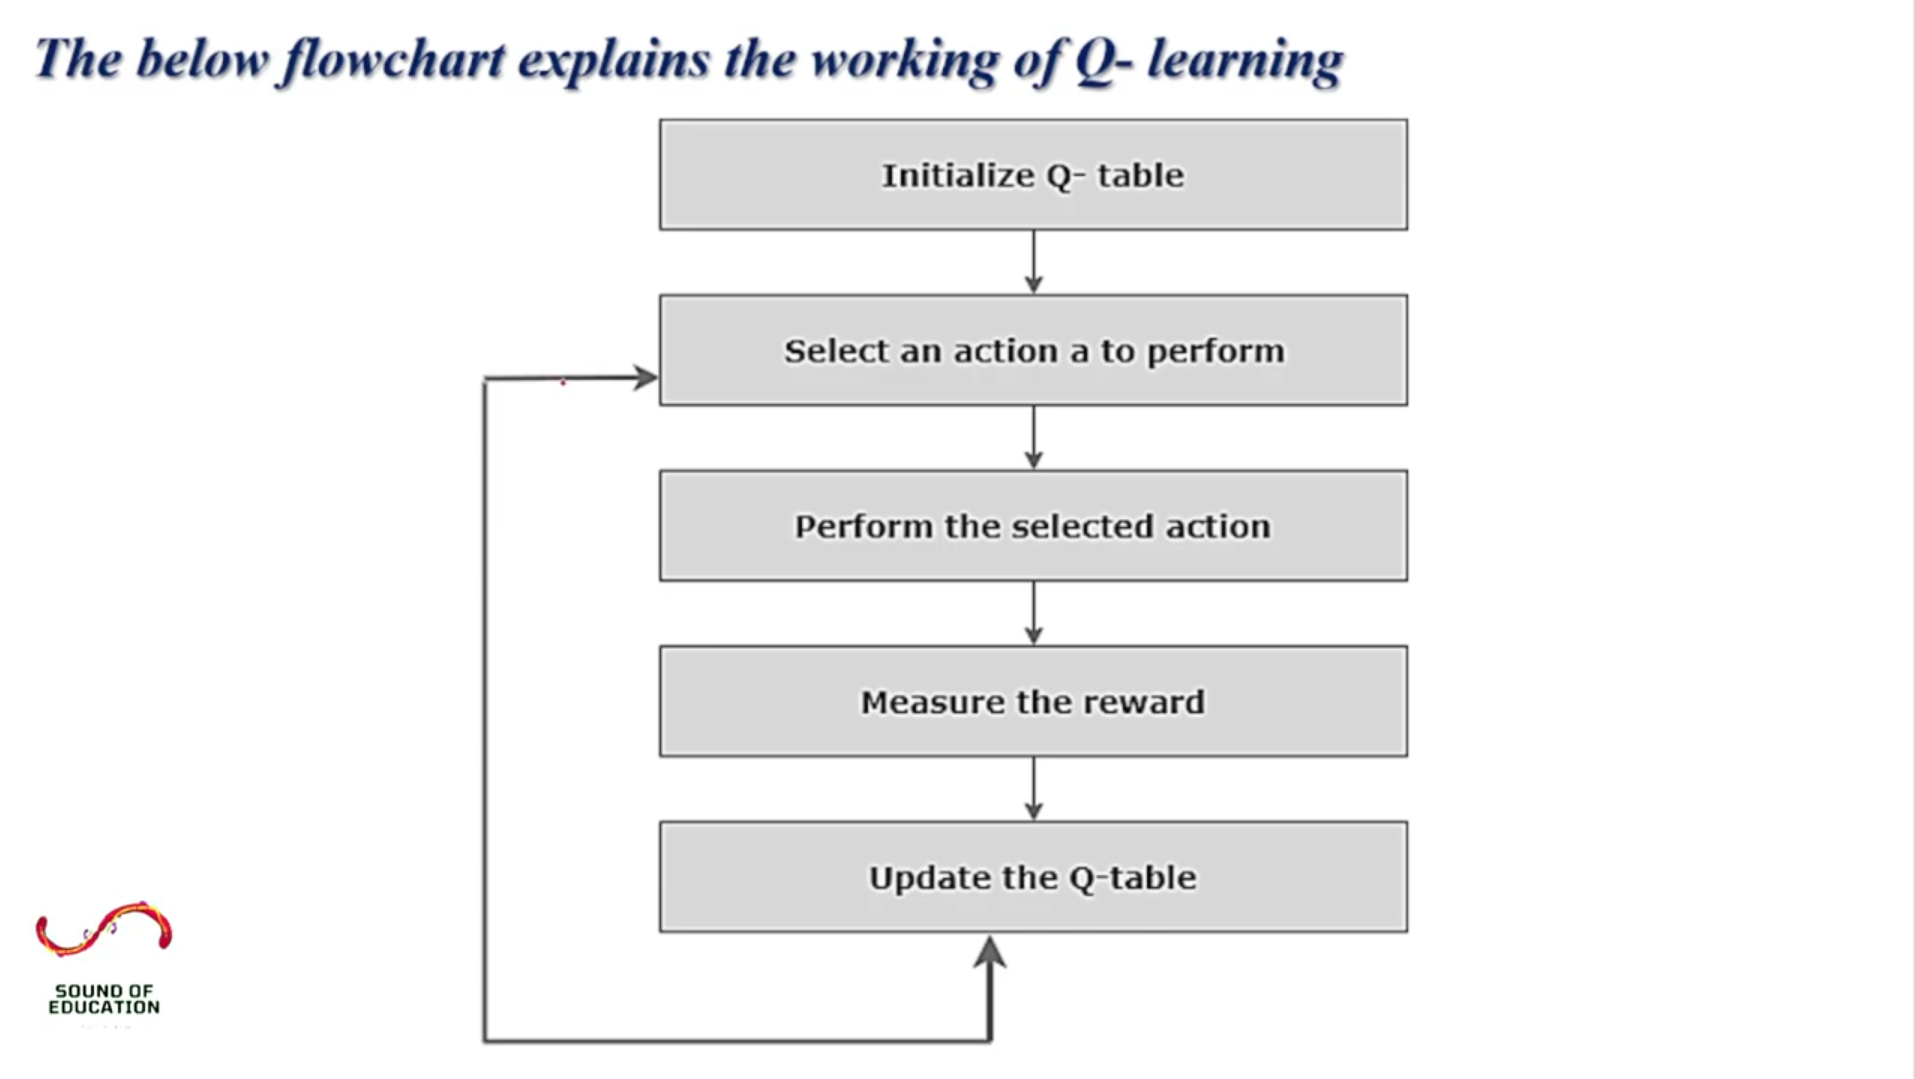 The below flowchart explains the working of Q- learning
Initialize Q- table
Select an action a to perform
Perform the selected action
Measure the reward
Update the Q-table
SOUND OF
EDUCATION